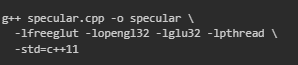 g++ specular.cpp -o specular \
-lfreeglut -lopengl32 -lglu32 -lpthread \
-std=c++11